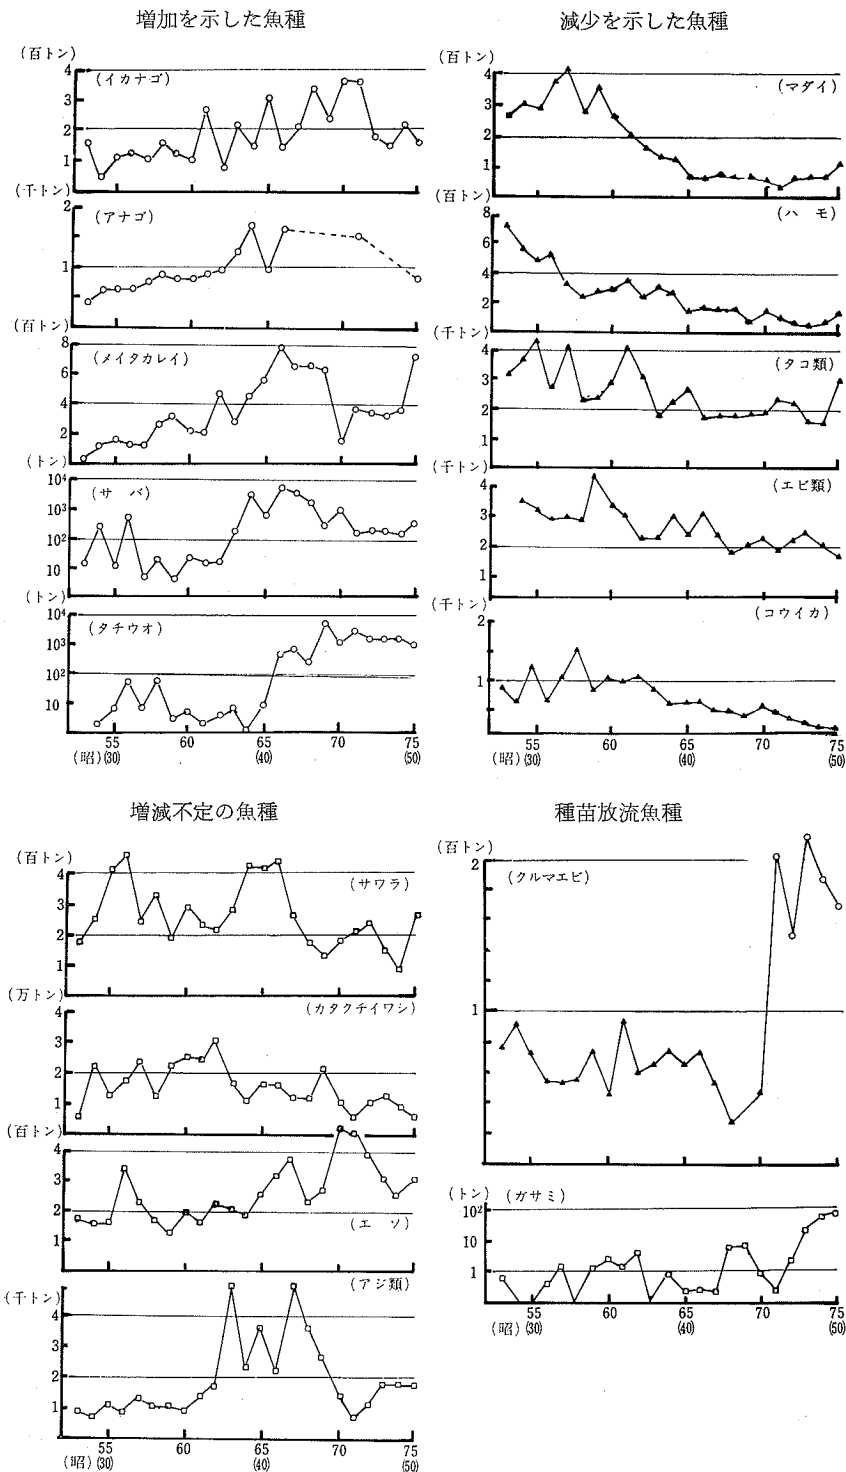 増加を示した魚種
(百トン)
4
(イカナゴ)
3
2
1
(千トン)
2
(アナゴ)
1
(百トン)
8
(メイタカレイ)
6
4
2
(トン)
10⁴
(サバ)
10³
10²
10
(トン)
10⁴
(タチウオ)
10³
10²
10
55 60 65 70 75
(昭)(30) (40) (50)
減少を示した魚種
(百トン)
4
(マダイ)
3
2
1
(百トン)
8
(ハモ)
6
4
2
(千トン)
4
(タコ類)
3
2
1
(千トン)
4
(エビ類)
3
2
1
(千トン)
2
(コウイカ)
1
55 60 65 70 75
(昭)(30) (40) (50)
増減不定の魚種
(百トン)
4
(サワラ)
3
2
1
(万トン)
(カタクチイワシ)
4
3
2
1
(百トン)
4
3
2
(エソ)
1
(アジ類)
(千トン)
4
3
2
1
55 60 65 70 75
(昭)(30) (40) (50)
種苗放流魚種
(百トン)
2
(クルマエビ)
1
(トン) (ガサミ)
10²
10
1
55 60 65 70 75
(昭)(30) (40) (50)